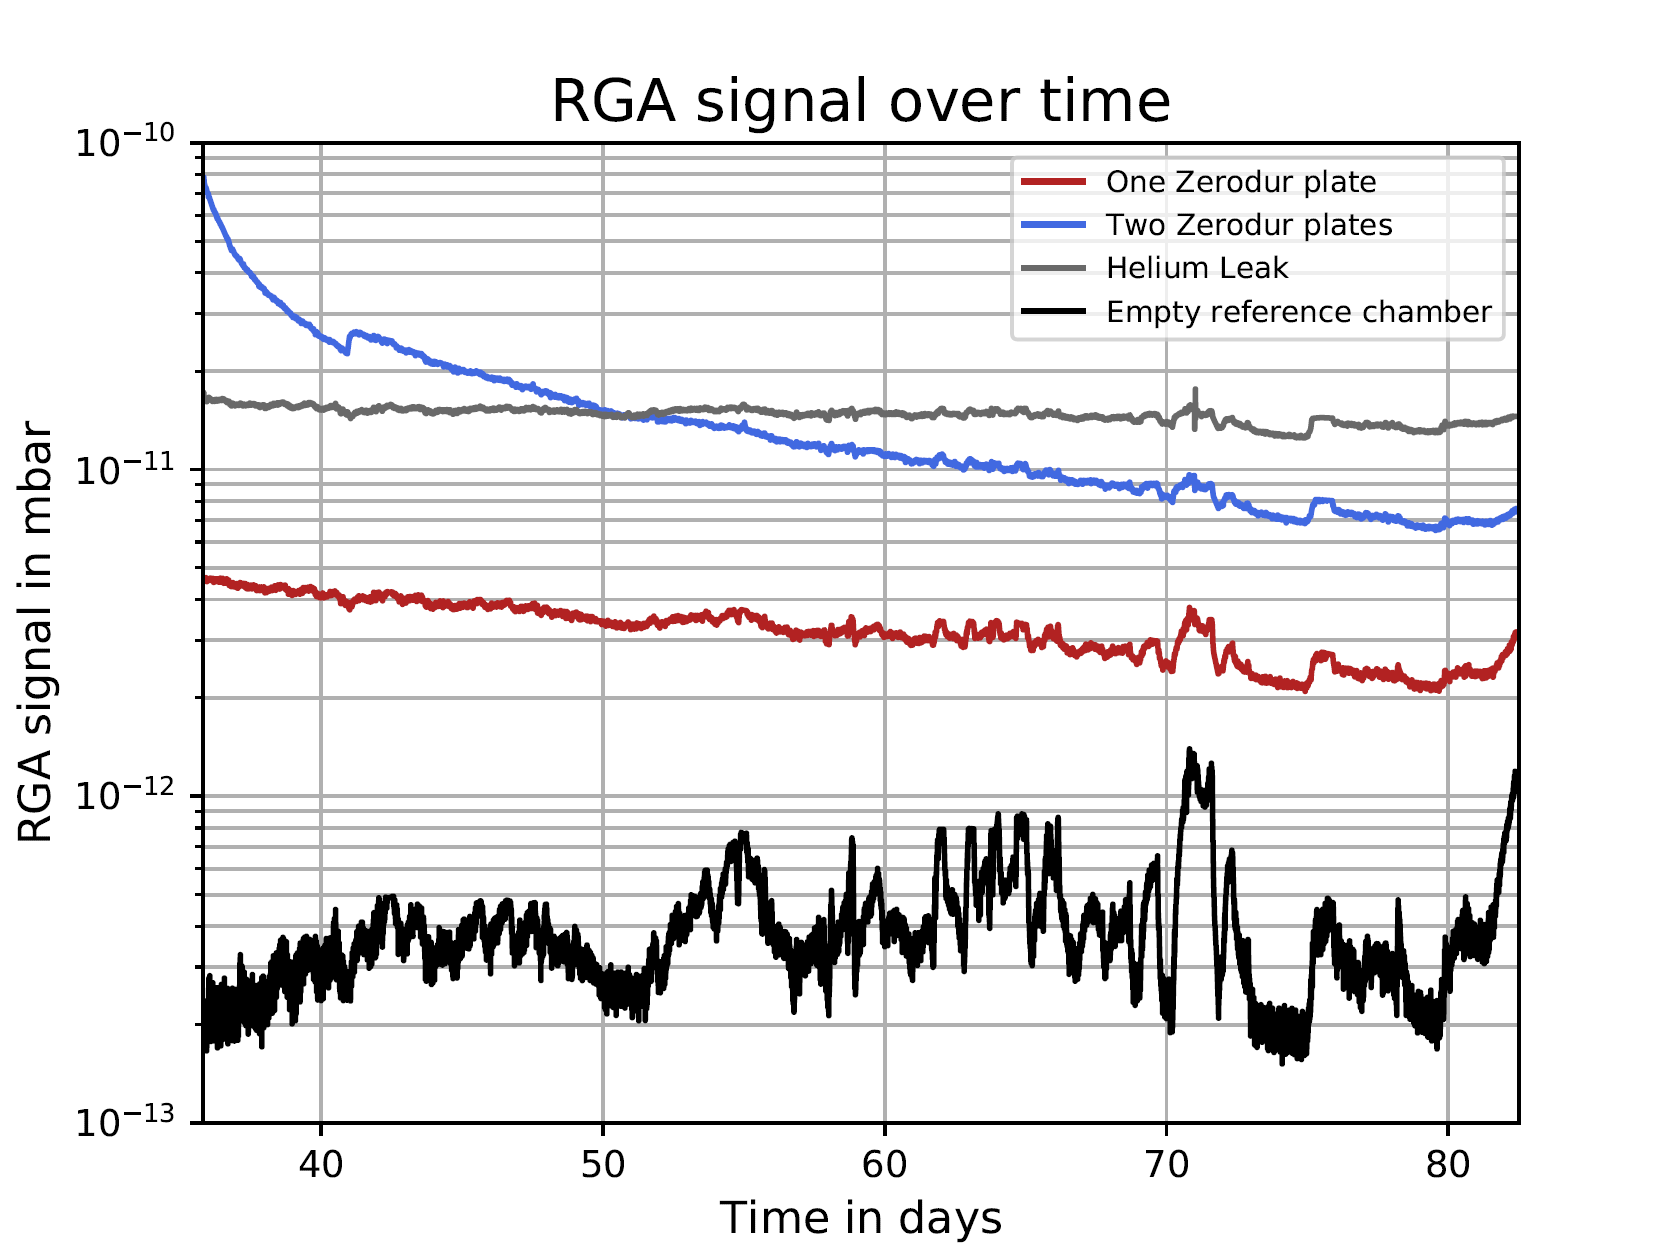 RGA signal over time
10⁻¹⁰
10⁻¹¹
10⁻¹²
10⁻¹³
RGA signal in mbar
One Zerodur plate
Two Zerodur plates
Helium Leak
Empty reference chamber
40 50 60 70 80
Time in days